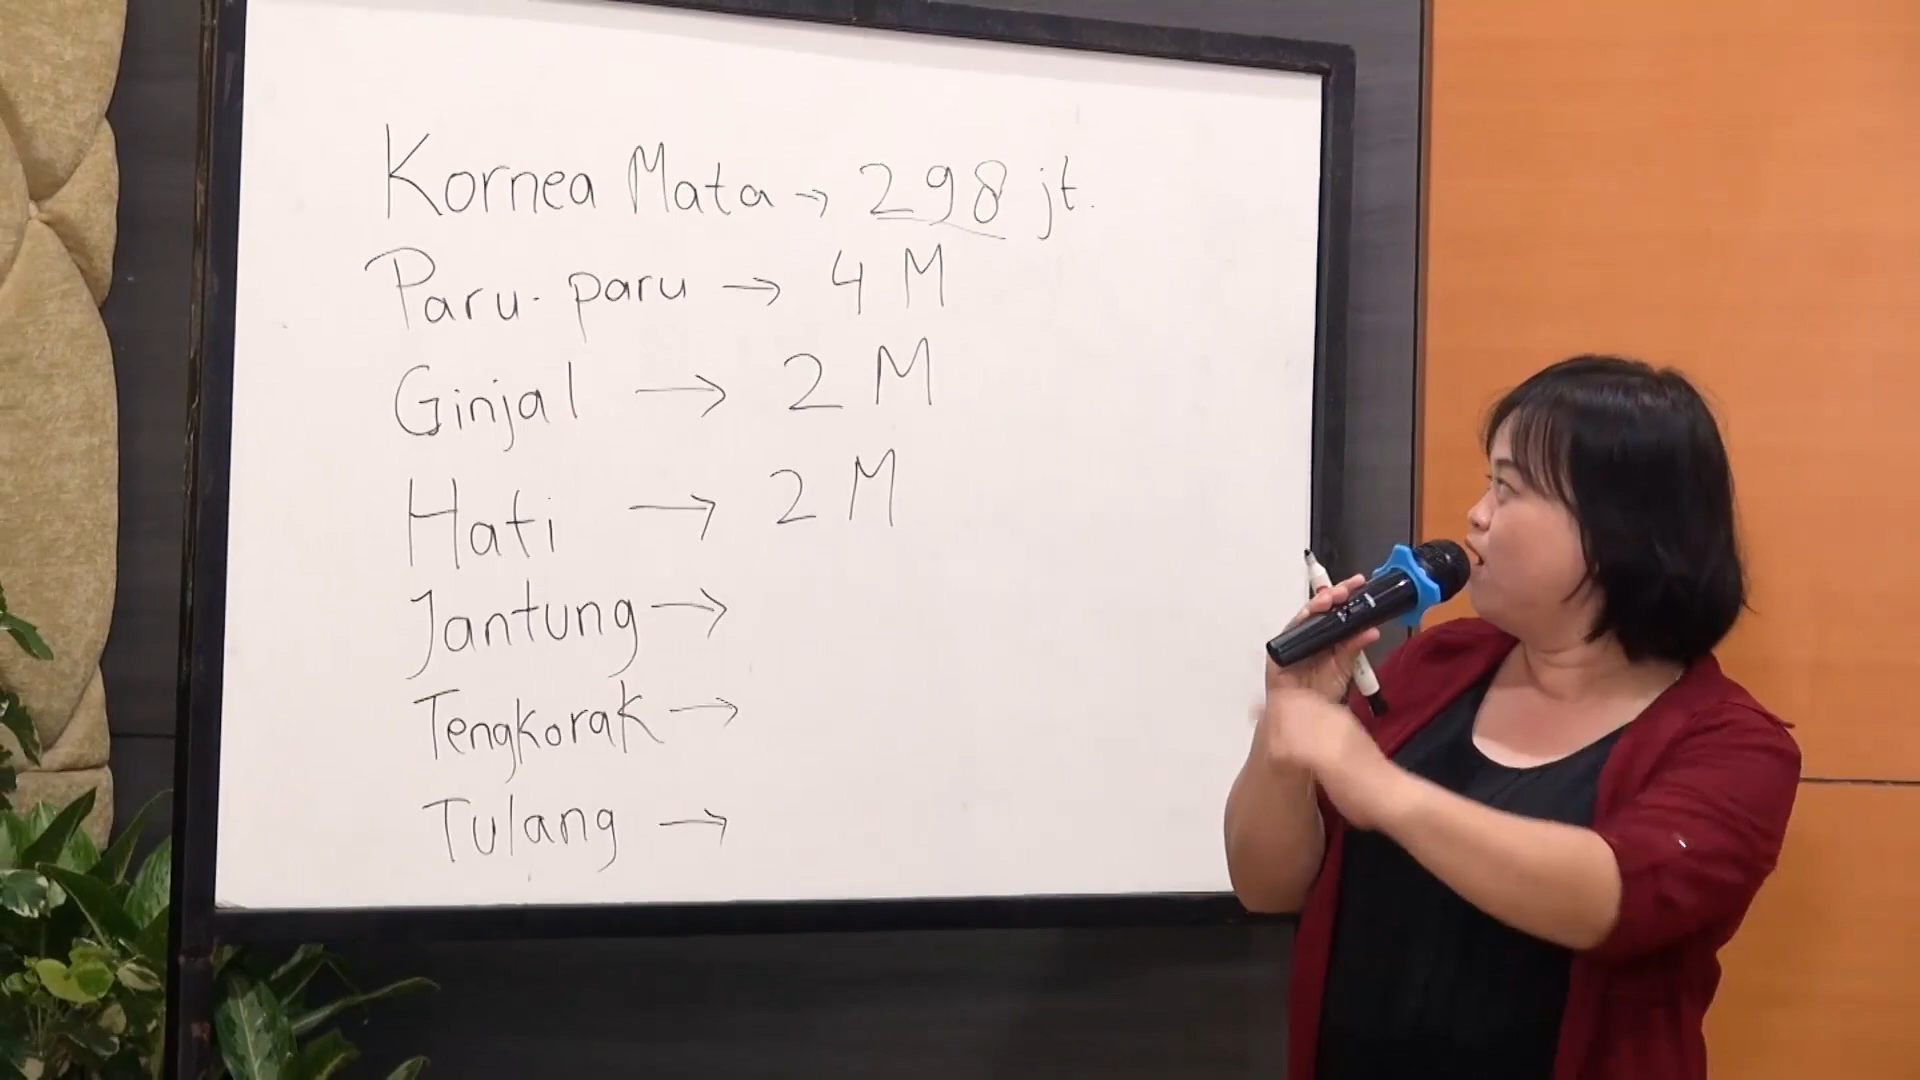 Kornea Mata → 298 jt.
Paru-paru → 4 M
Ginjal → 2 M
Hati → 2 M
Jantung →
Tengkorak →
Tulang →